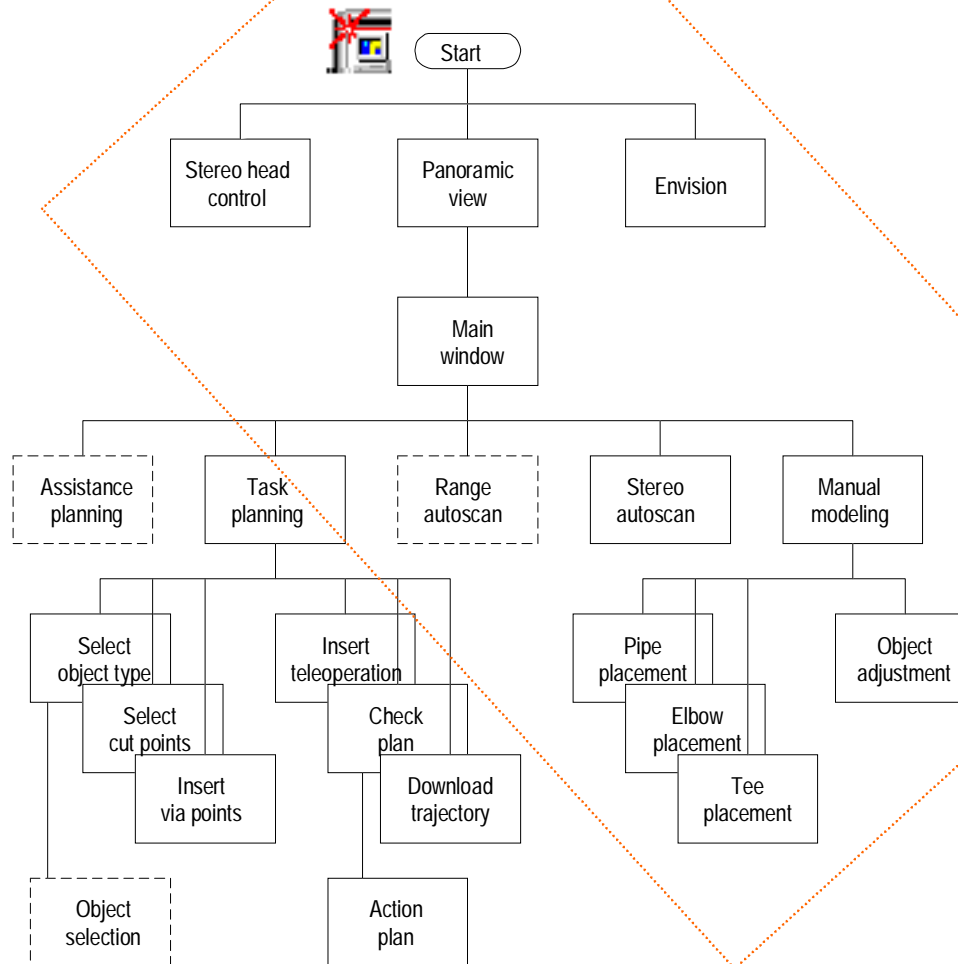 Start
Stereo head
control
Panoramic
view
Envision
Main
window
Assistance
planning
Task
planning
Range
autoscan
Stereo
autoscan
Manual
modeling
Select
object type
Select
cut points
Insert
via points
Insert
teleoperation
Check
plan
Download
trajectory
Pipe
placement
Elbow
placement
Tee
placement
Object
adjustment
Object
selection
Action
plan